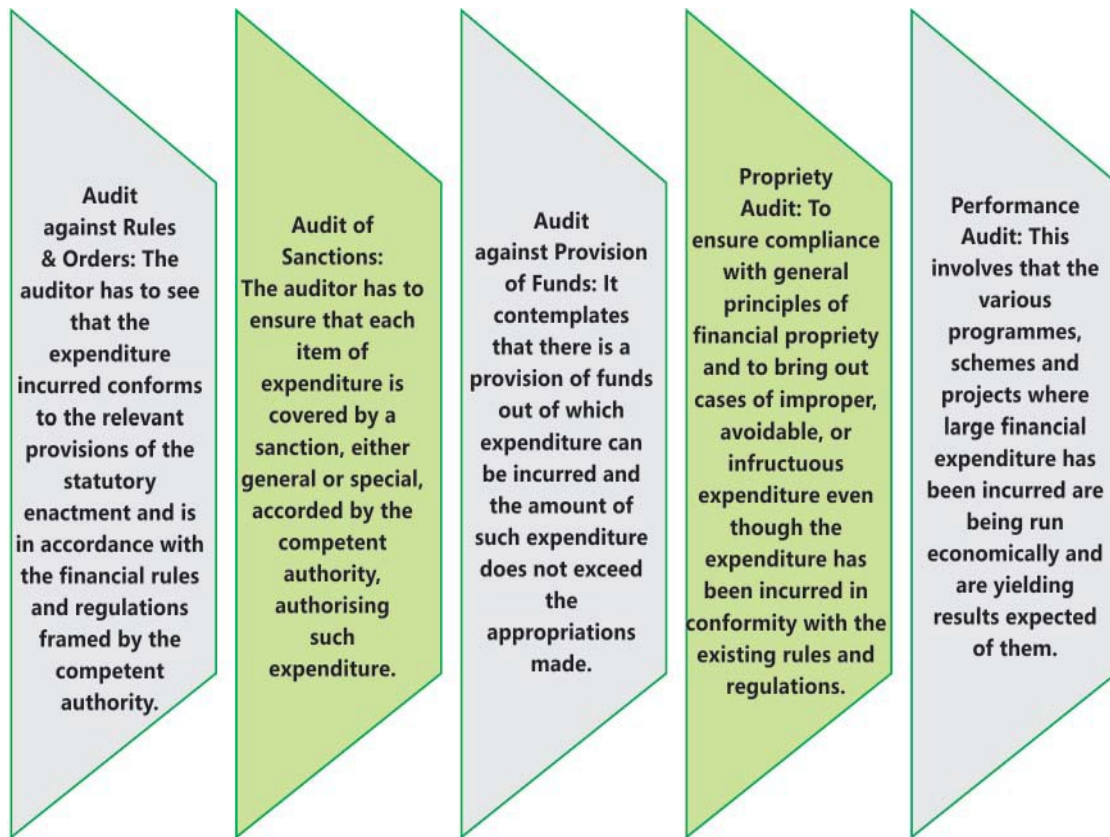 Audit
against Rules
& Orders: The
auditor has to see
that the
expenditure
incurred conforms
to the relevant
provisions of the
statutory
enactment and is
in accordance with
the financial rules
and regulations
framed by the
competent
authority.
Audit of
Sanctions:
The auditor has to
ensure that each
item of
expenditure is
covered by a
sanction, either
general or special,
accorded by the
competent
authority,
authorising
such
expenditure.
Audit
against Provision
of Funds: It
contemplates
that there is a
provision of funds
out of which
expenditure can
be incurred and
the amount of
such expenditure
does not exceed
the
appropriations
made.
Propriety
Audit: To
ensure compliance
with general
principles of
financial propriety
and to bring out
cases of improper,
avoidable, or
infructuous
expenditure even
though the
expenditure has
been incurred in
conformity with the
existing rules and
regulations.
Performance
Audit: This
involves that the
various
programmes,
schemes and
projects where
large financial
expenditure has
been incurred are
being run
economically and
are yielding
results expected
of them.